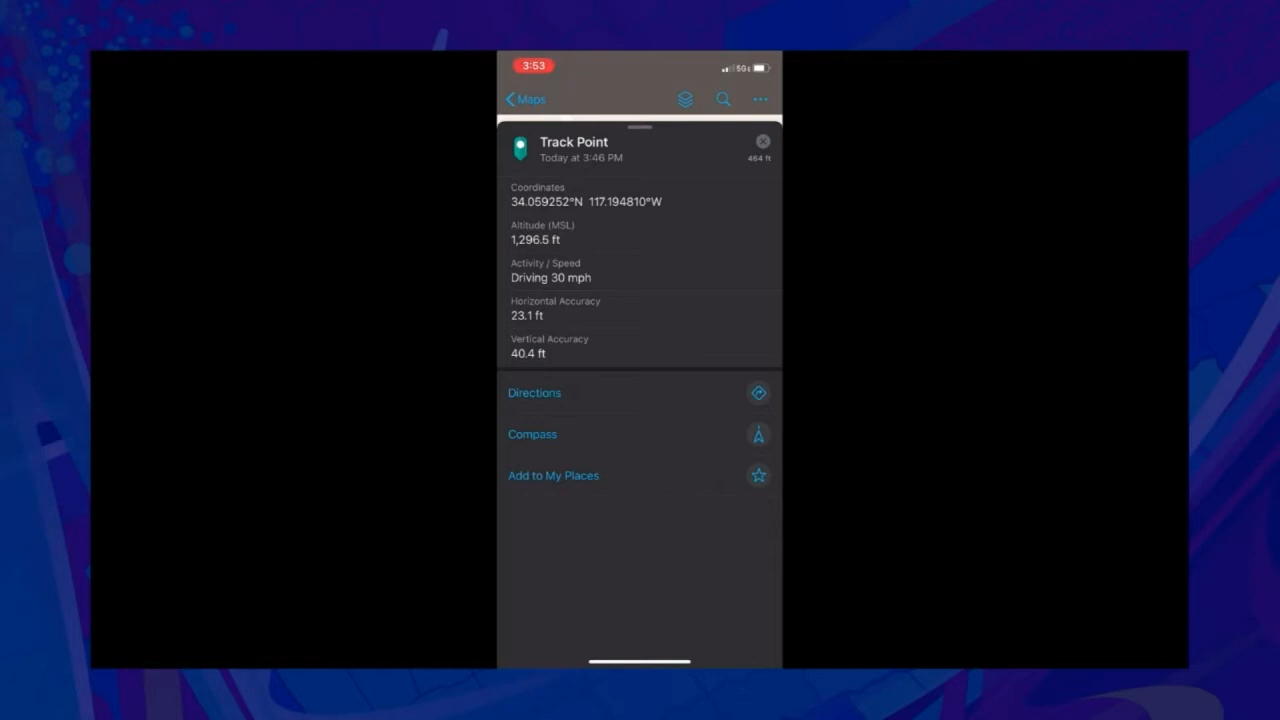 3:53
5G
Maps
Track Point
Today at 3:46 PM
464 ft
Coordinates
34.059252°N 117.194810°W
Altitude (MSL)
1,296.5 ft
Activity / Speed
Driving 30 mph
Horizontal Accuracy
23.1 ft
Vertical Accuracy
40.4 ft
Directions
Compass
Add to My Places